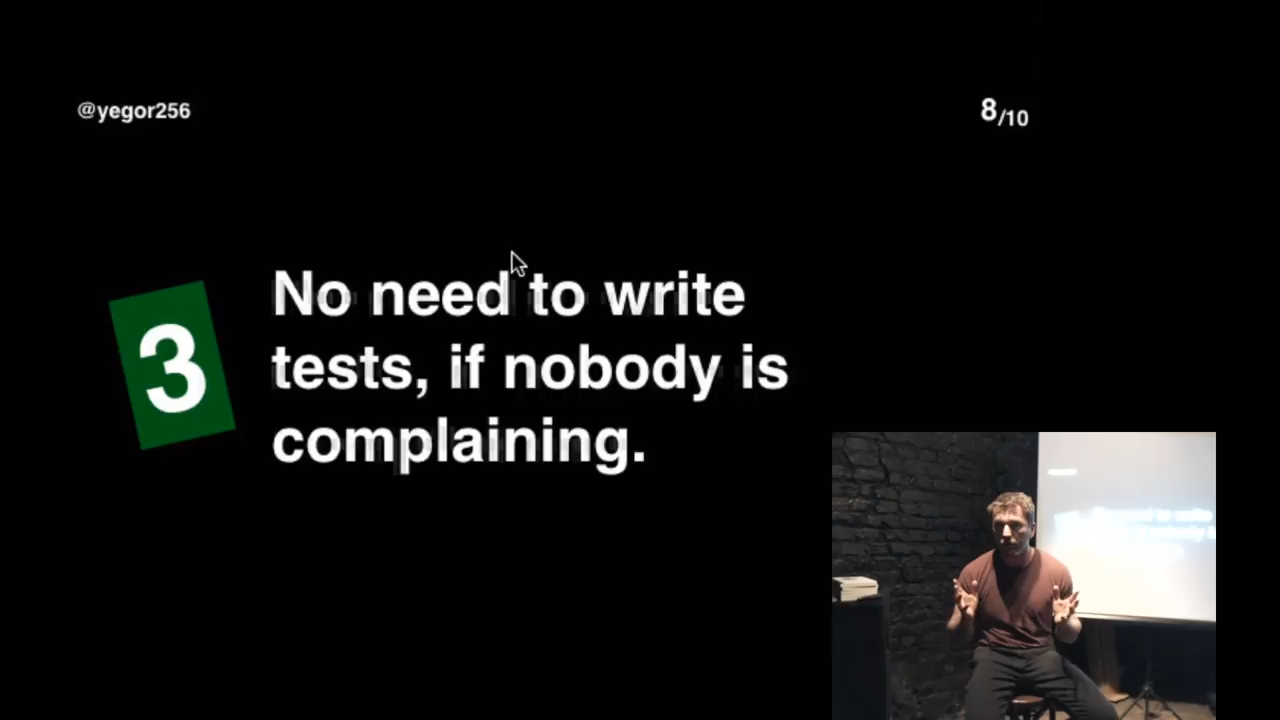 @yegor256
8/10
3
No need to write
tests, if nobody is
complaining.